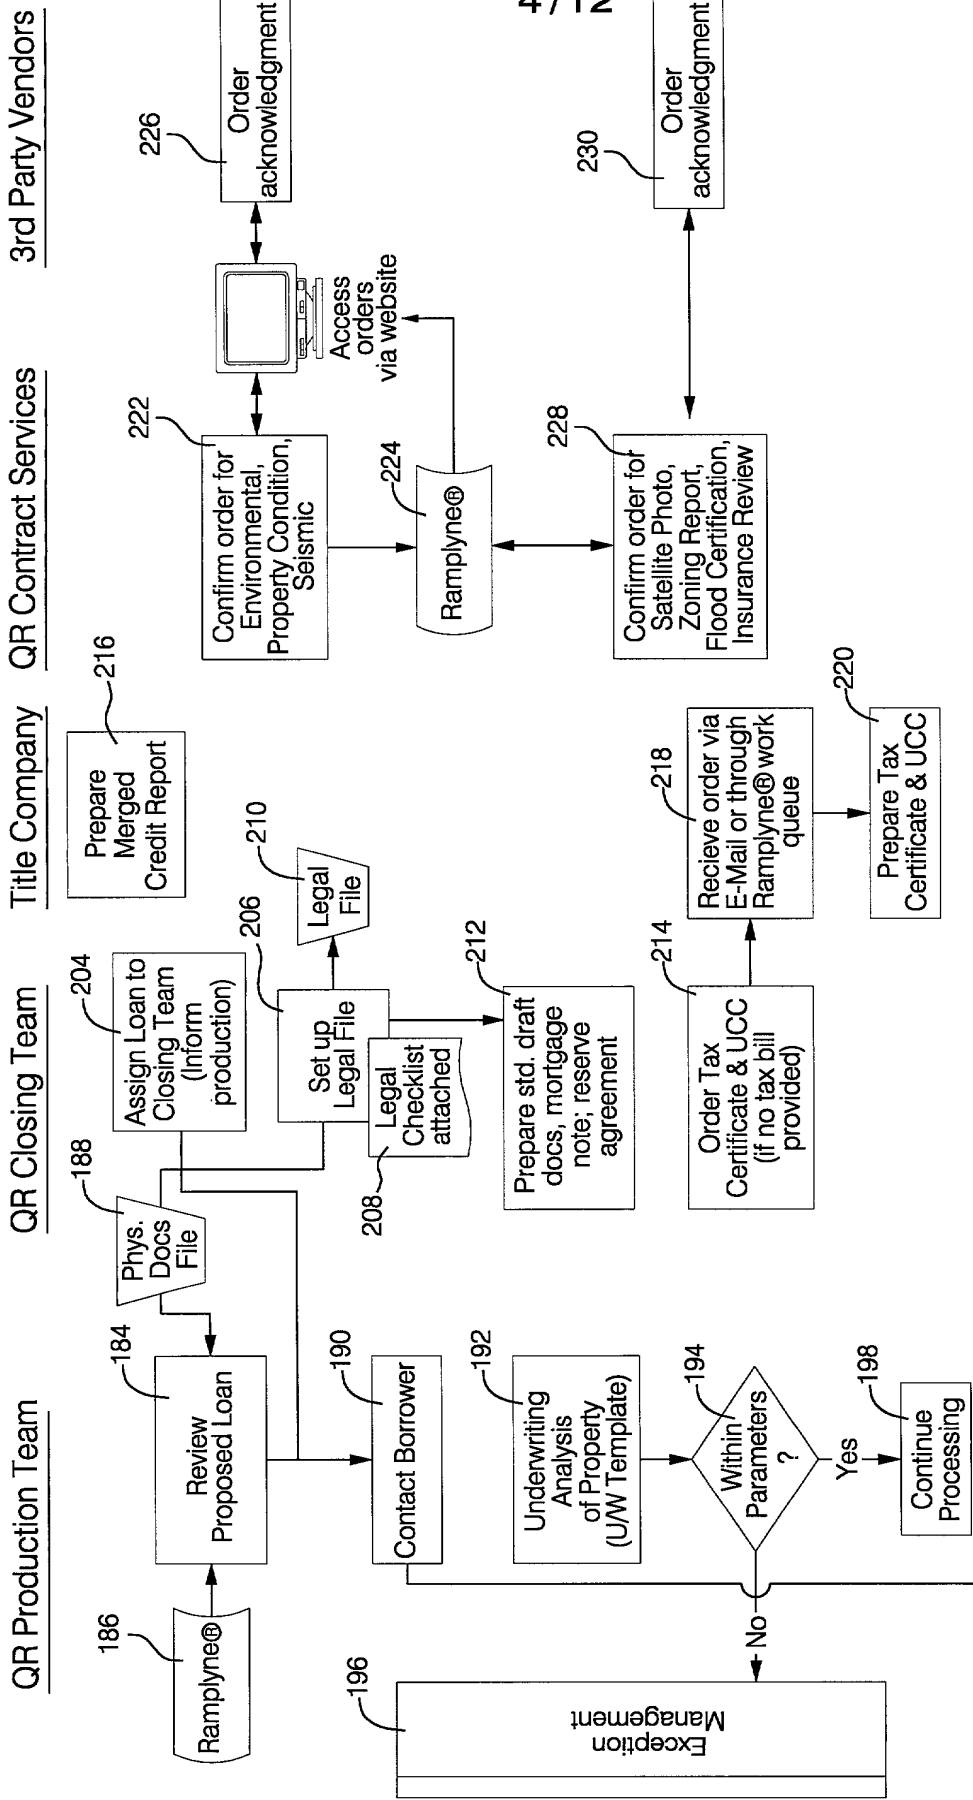 4/12
QR Production Team
QR Closing Team
Title Company
QR Contract Services
3rd Party Vendors
186
Ramplyne®
184
Review
Proposed Loan
188
Phys.
Docs
File
190
Contact Borrower
192
Underwriting
Analysis
of Property
(U/W Template)
194
Within
Parameters
?
No
Yes
196
Exception
Management
198
Continue
Processing
204
Assign Loan to
Closing Team
(Inform
production)
206
Set up
Legal File
208
Legal
Checklist
attached
210
Legal
File
212
Prepare std. draft
docs, mortgage
note; reserve
agreement
214
Order Tax
Certificate & UCC
(if no tax bill
provided)
216
Prepare
Merged
Credit Report
218
Recieve order via
E-Mail or through
Ramplyne® work
queue
220
Prepare Tax
Certificate & UCC
222
Confirm order for
Environmental,
Property Condition,
Seismic
224
Ramplyne®
Access
orders
via website
226
Order
acknowledgment
228
Confirm order for
Satellite Photo,
Zoning Report,
Flood Certification,
Insurance Review
230
Order
acknowledgment